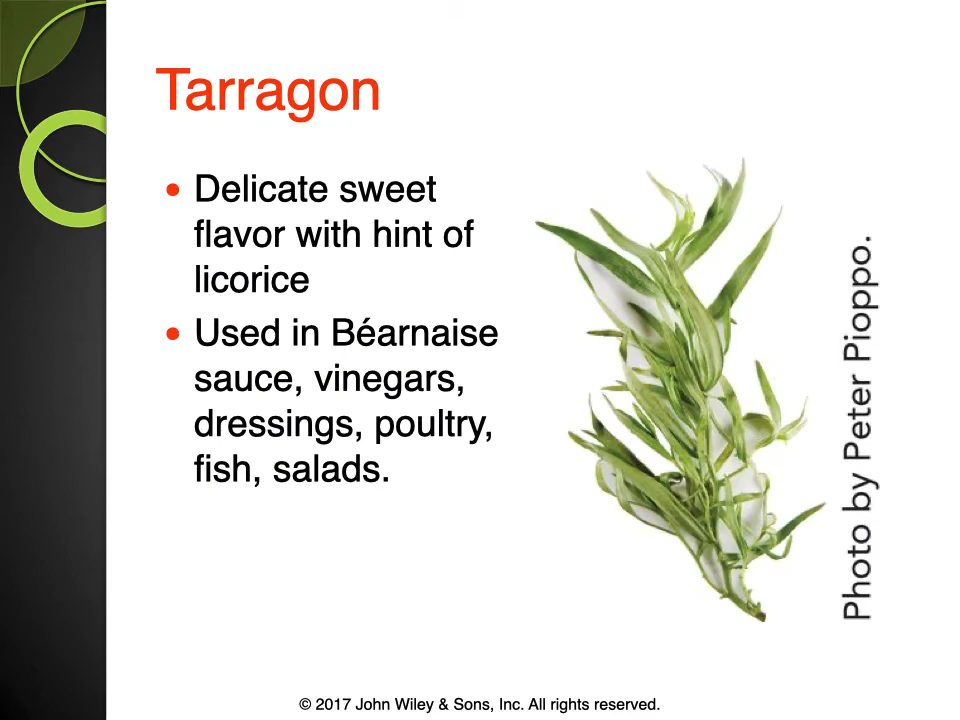 Tarragon
• Delicate sweet
flavor with hint of
licorice
• Used in Béarnaise
sauce, vinegars,
dressings, poultry,
fish, salads.
Photo by Peter Pioppo.
© 2017 John Wiley & Sons, Inc. All rights reserved.